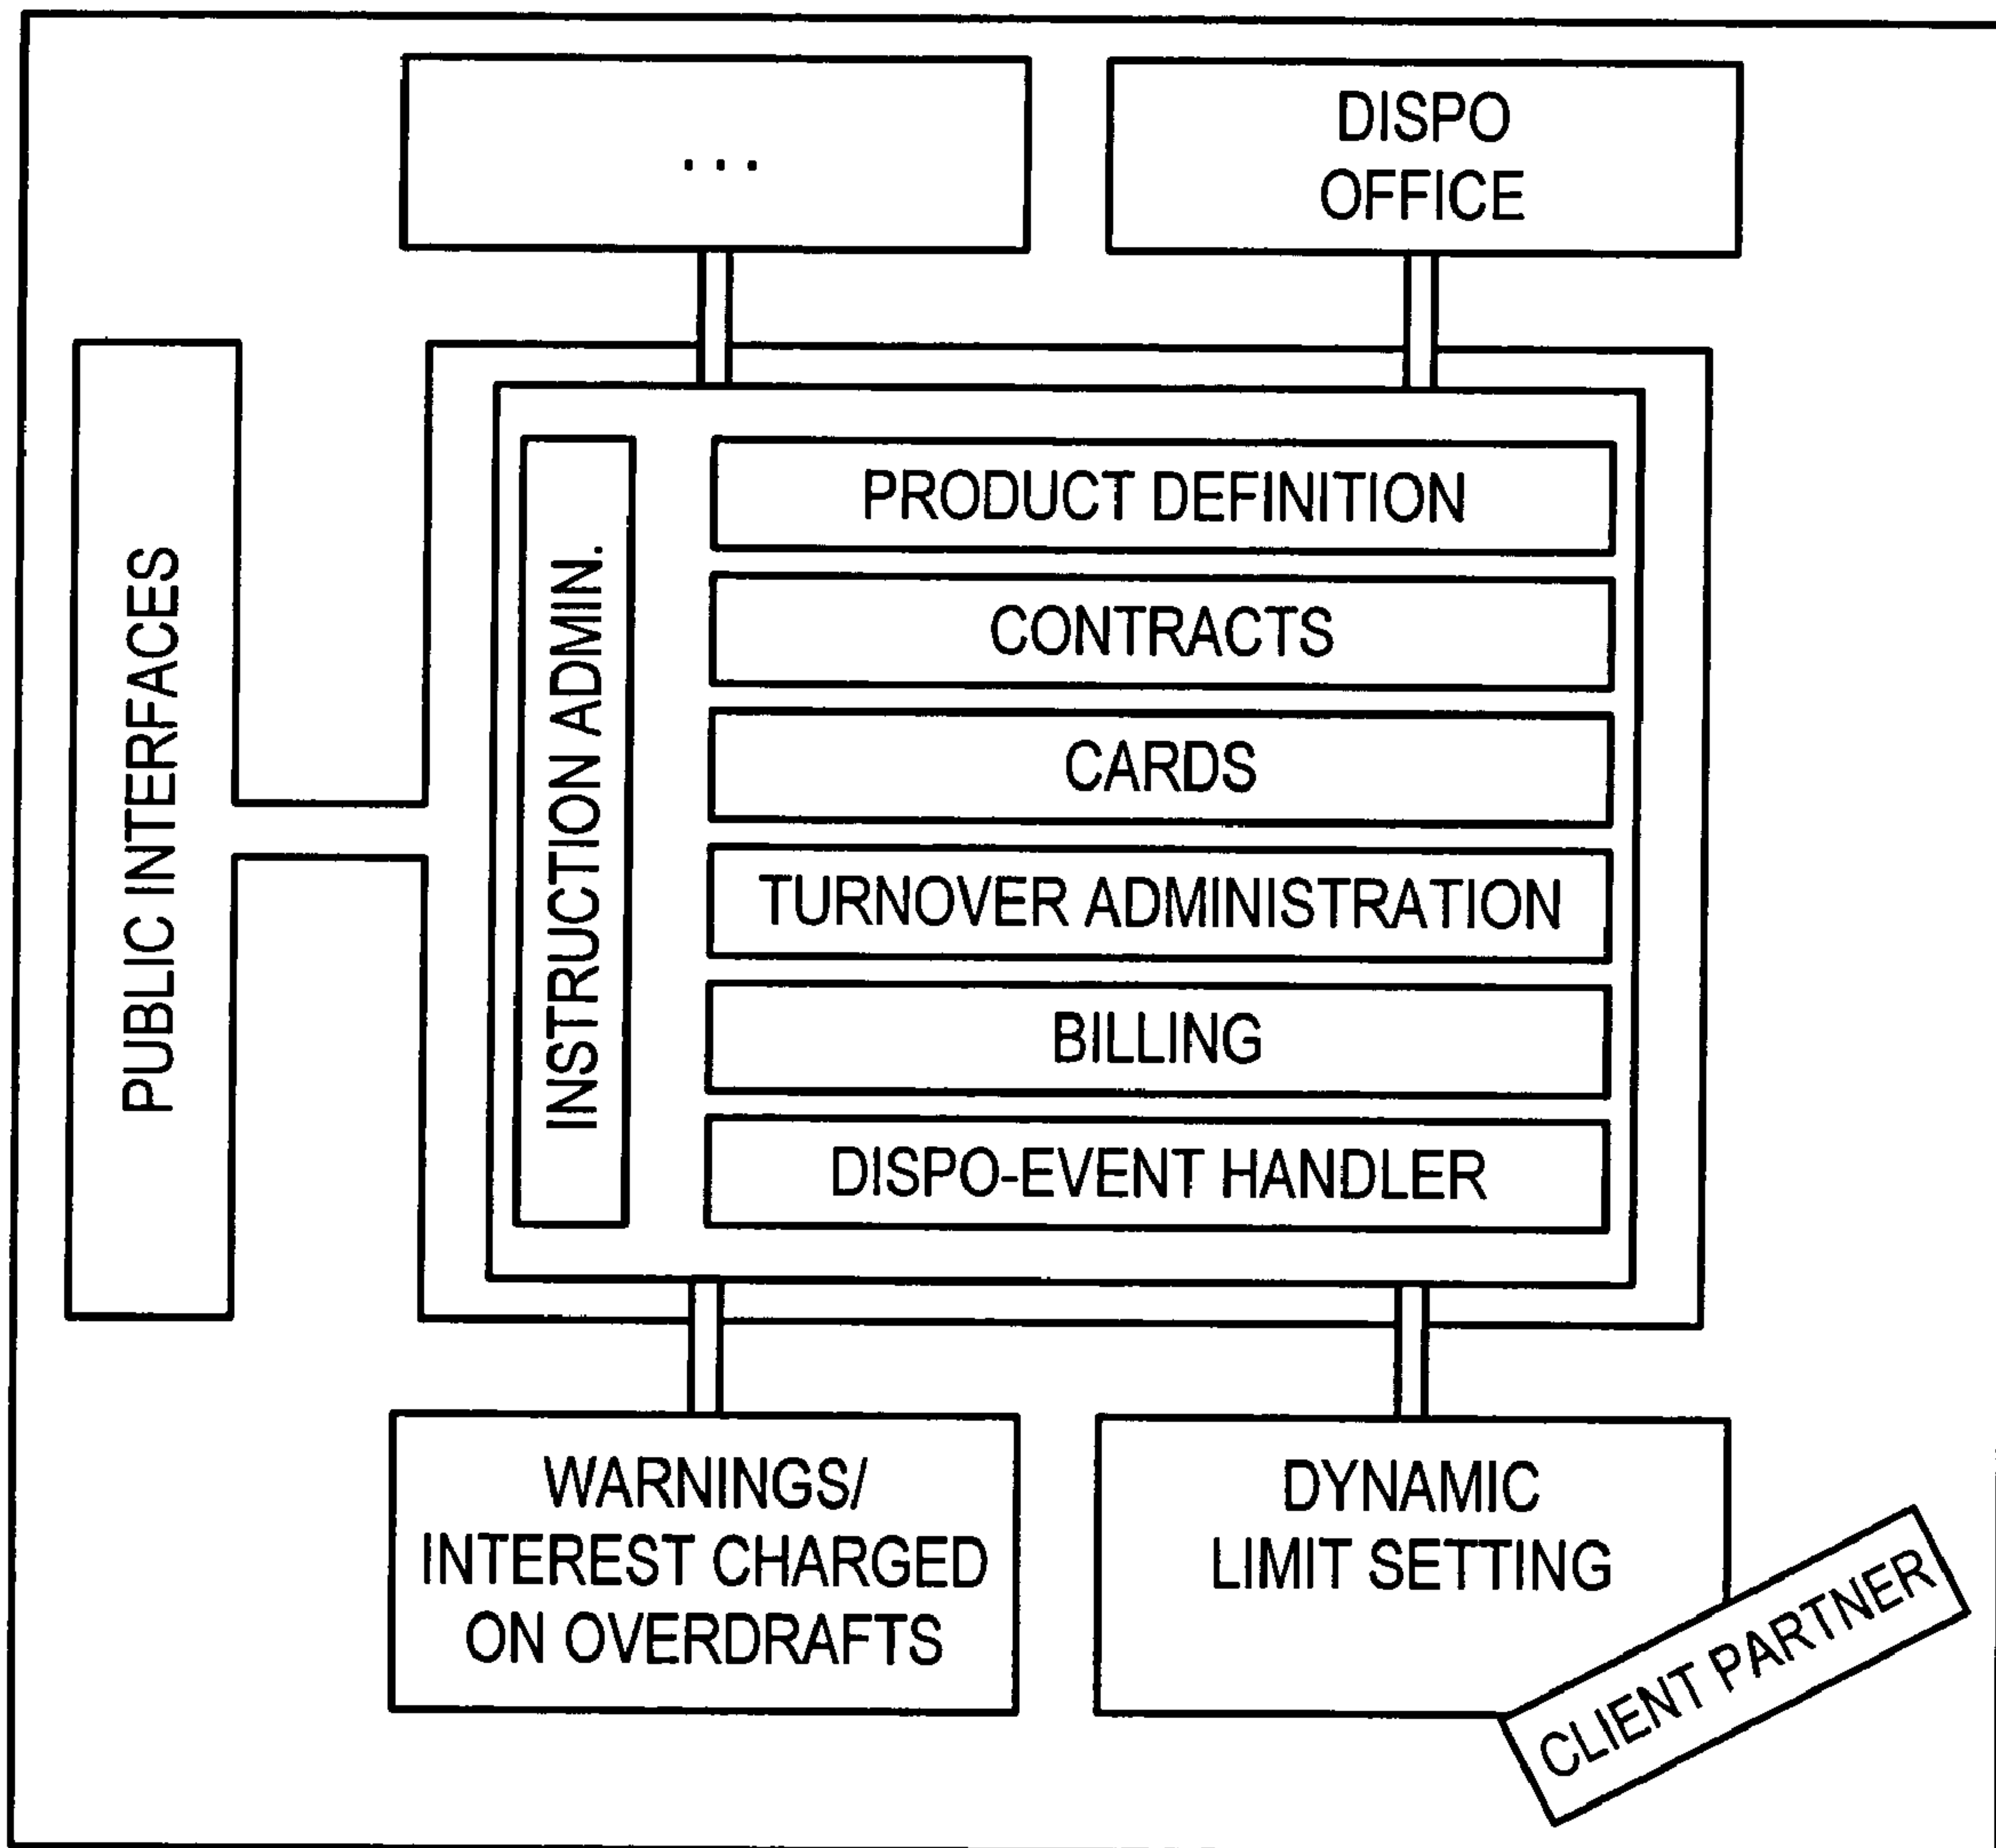 ...
DISPO
OFFICE
PUBLIC INTERFACES
INSTRUCTION ADMIN.
PRODUCT DEFINITION
CONTRACTS
CARDS
TURNOVER ADMINISTRATION
BILLING
DISPO-EVENT HANDLER
WARNINGS/
INTEREST CHARGED
ON OVERDRAFTS
DYNAMIC
LIMIT SETTING
CLIENT PARTNER